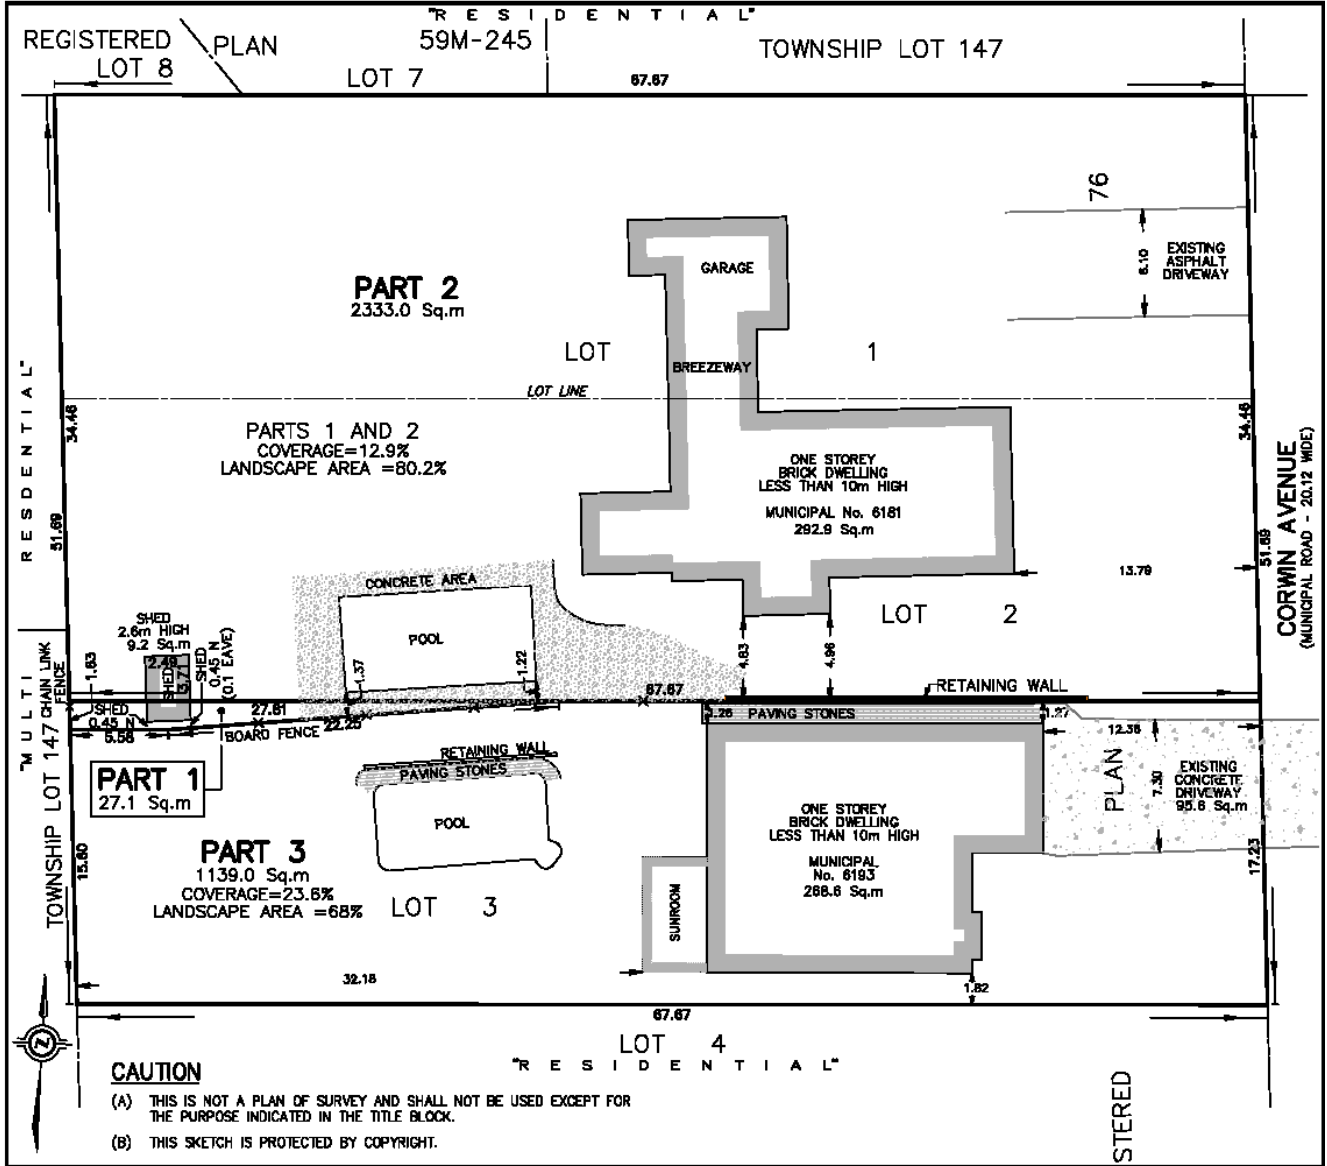 "RESIDENTIAL"
REGISTERED PLAN 59M-245 TOWNSHIP LOT 147
LOT 8
LOT 7
67.67
76
6.10
EXISTING
ASPHALT
DRIVEWAY
GARAGE
PART 2
2333.0 Sq.m
LOT 1
BREEZEWAY
LOT LINE
34.46
34.46
PARTS 1 AND 2
COVERAGE=12.9%
LANDSCAPE AREA =80.2%
ONE STOREY
BRICK DWELLING
LESS THAN 10m HIGH
MUNICIPAL No. 6181
292.9 Sq.m
CORWIN AVENUE
(MUNICIPAL ROAD - 20.12 WIDE)
51.69
51.69
13.79
"MULTI RESDENTIAL"
TOWNSHIP LOT 147
CHAIN LINK
FENCE
CONCRETE AREA
POOL
LOT 2
SHED
2.6m HIGH
9.2 Sq.m
2.49
3.71
SHED
SHED
0.45 N
(0.1 EAVE)
1.83
1.37
1.22
4.83
4.96
67.67
RETAINING WALL
SHED
0.45 N
5.58
27.81
22.25
BOARD FENCE
1.28
PAVING STONES
1.27
12.38
PART 1
27.1 Sq.m
RETAINING WALL
PAVING STONES
POOL
PLAN
7.30
EXISTING
CONCRETE
DRIVEWAY
95.6 Sq.m
ONE STOREY
BRICK DWELLING
LESS THAN 10m HIGH
MUNICIPAL
No. 6193
268.6 Sq.m
15.60
17.23
PART 3
1139.0 Sq.m
COVERAGE=23.6%
LANDSCAPE AREA =68%
LOT 3
SUNROOM
32.18
1.82
67.67
LOT 4
"RESIDENTIAL"
Z
CAUTION
(A) THIS IS NOT A PLAN OF SURVEY AND SHALL NOT BE USED EXCEPT FOR
THE PURPOSE INDICATED IN THE TITLE BLOCK.
(B) THIS SKETCH IS PROTECTED BY COPYRIGHT.
STERED